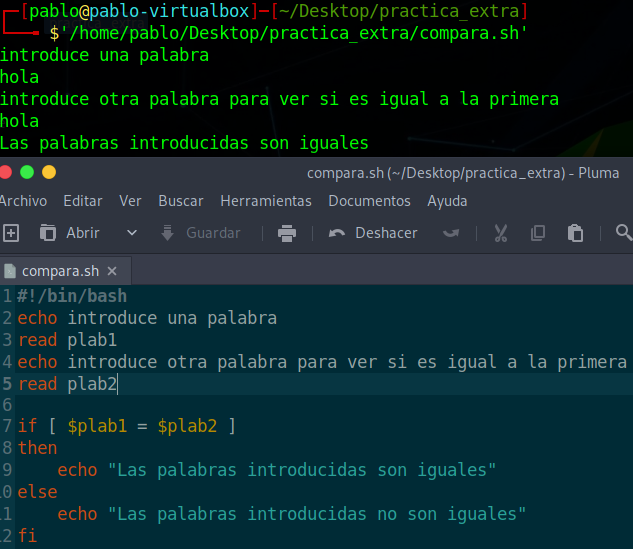 [pablo@pablo-virtualbox]─[~/Desktop/practica_extra]
$'/home/pablo/Desktop/practica_extra/compara.sh'
introduce una palabra
hola
introduce otra palabra para ver si es igual a la primera
hola
Las palabras introducidas son iguales
compara.sh (~/Desktop/practica_extra) - Pluma
Archivo Editar Ver Buscar Herramientas Documentos Ayuda
Abrir Guardar Deshacer
compara.sh ×
1 #!/bin/bash
2 echo introduce una palabra
3 read plab1
4 echo introduce otra palabra para ver si es igual a la primera
5 read plab2
6
7 if [ $plab1 = $plab2 ]
8 then
9     echo "Las palabras introducidas son iguales"
10 else
11     echo "Las palabras introducidas no son iguales"
12 fi